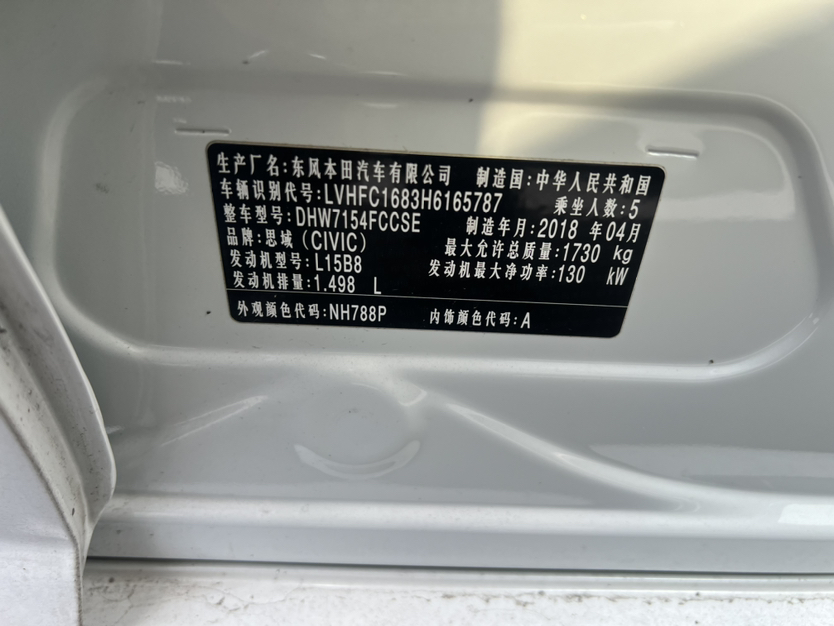 生产厂名:东风本田汽车有限公司 制造国:中华人民共和国
车辆识别代号:LVHFC1683H6165787 乘坐人数:5
整车型号:DHW7154FCCSE 制造年月:2018 年 04月
品牌:思域(CIVIC) 最大允许总质量:1730 kg
发动机型号:L15B8 发动机最大净功率:130 kW
发动机排量:1.498 L
外观颜色代码:NH788P 内饰颜色代码:A